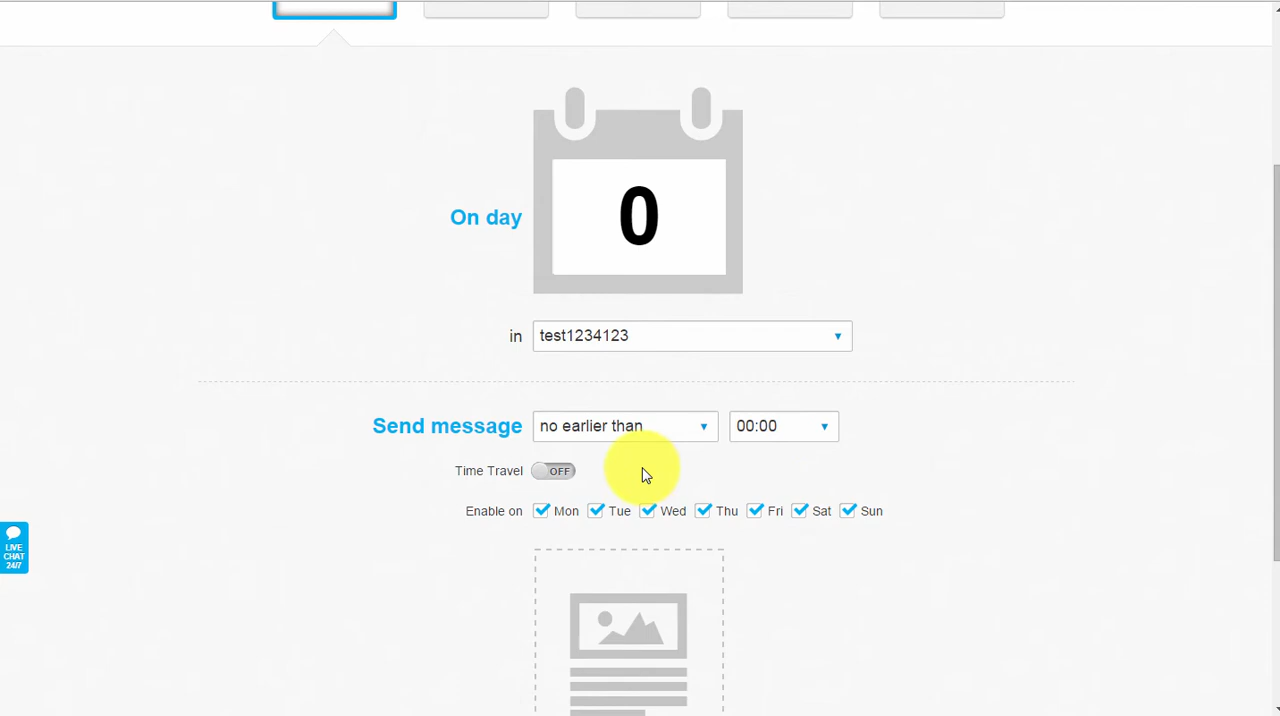 0
On day
in test1234123
Send message no earlier than 00:00
Time Travel OFF
Enable on Mon Tue Wed Thu Fri Sat Sun
LIVE
CHAT
24/7